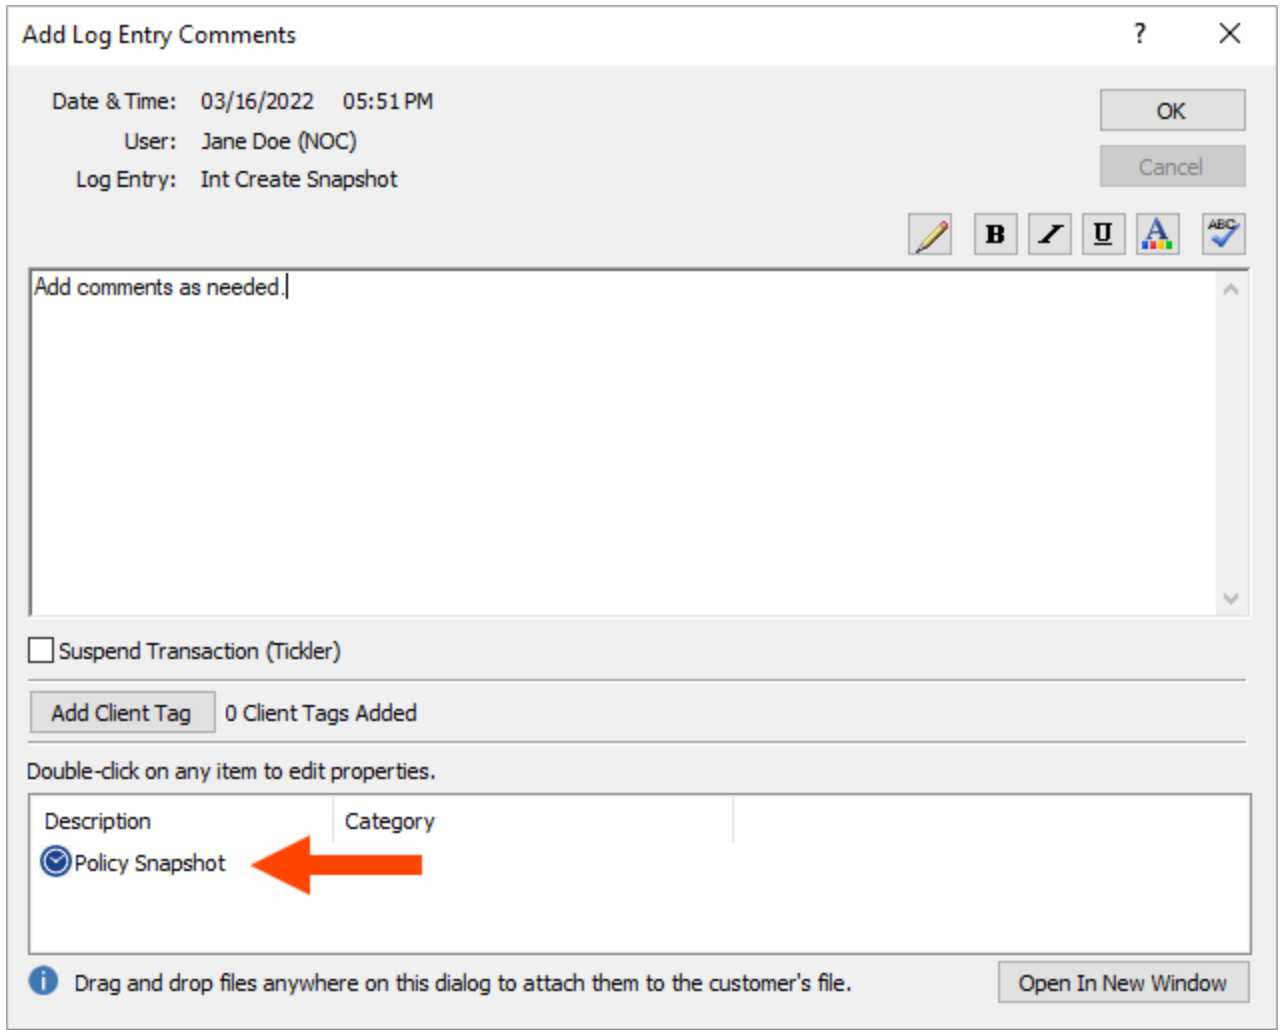 Add Log Entry Comments ?
Date & Time: 03/16/2022 05:51 PM
OK
User: Jane Doe (NOC)
Cancel
Log Entry: Int Create Snapshot
B I U A ABC
Add comments as needed.
Suspend Transaction (Tickler)
Add Client Tag 0 Client Tags Added
Double-click on any item to edit properties.
Description Category
Policy Snapshot
i Drag and drop files anywhere on this dialog to attach them to the customer's file. Open In New Window